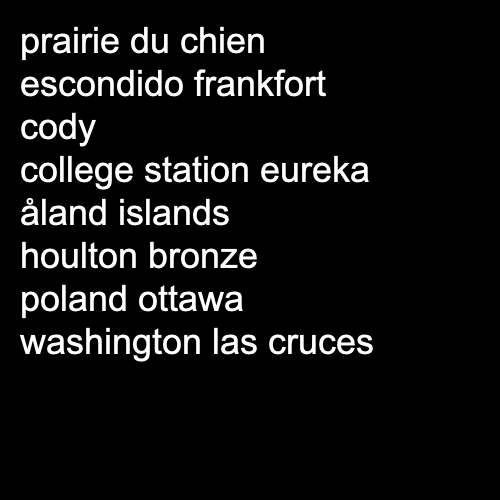 prairie du chien
escondido frankfort
cody
college station eureka
åland islands
houlton bronze
poland ottawa
washington las cruces